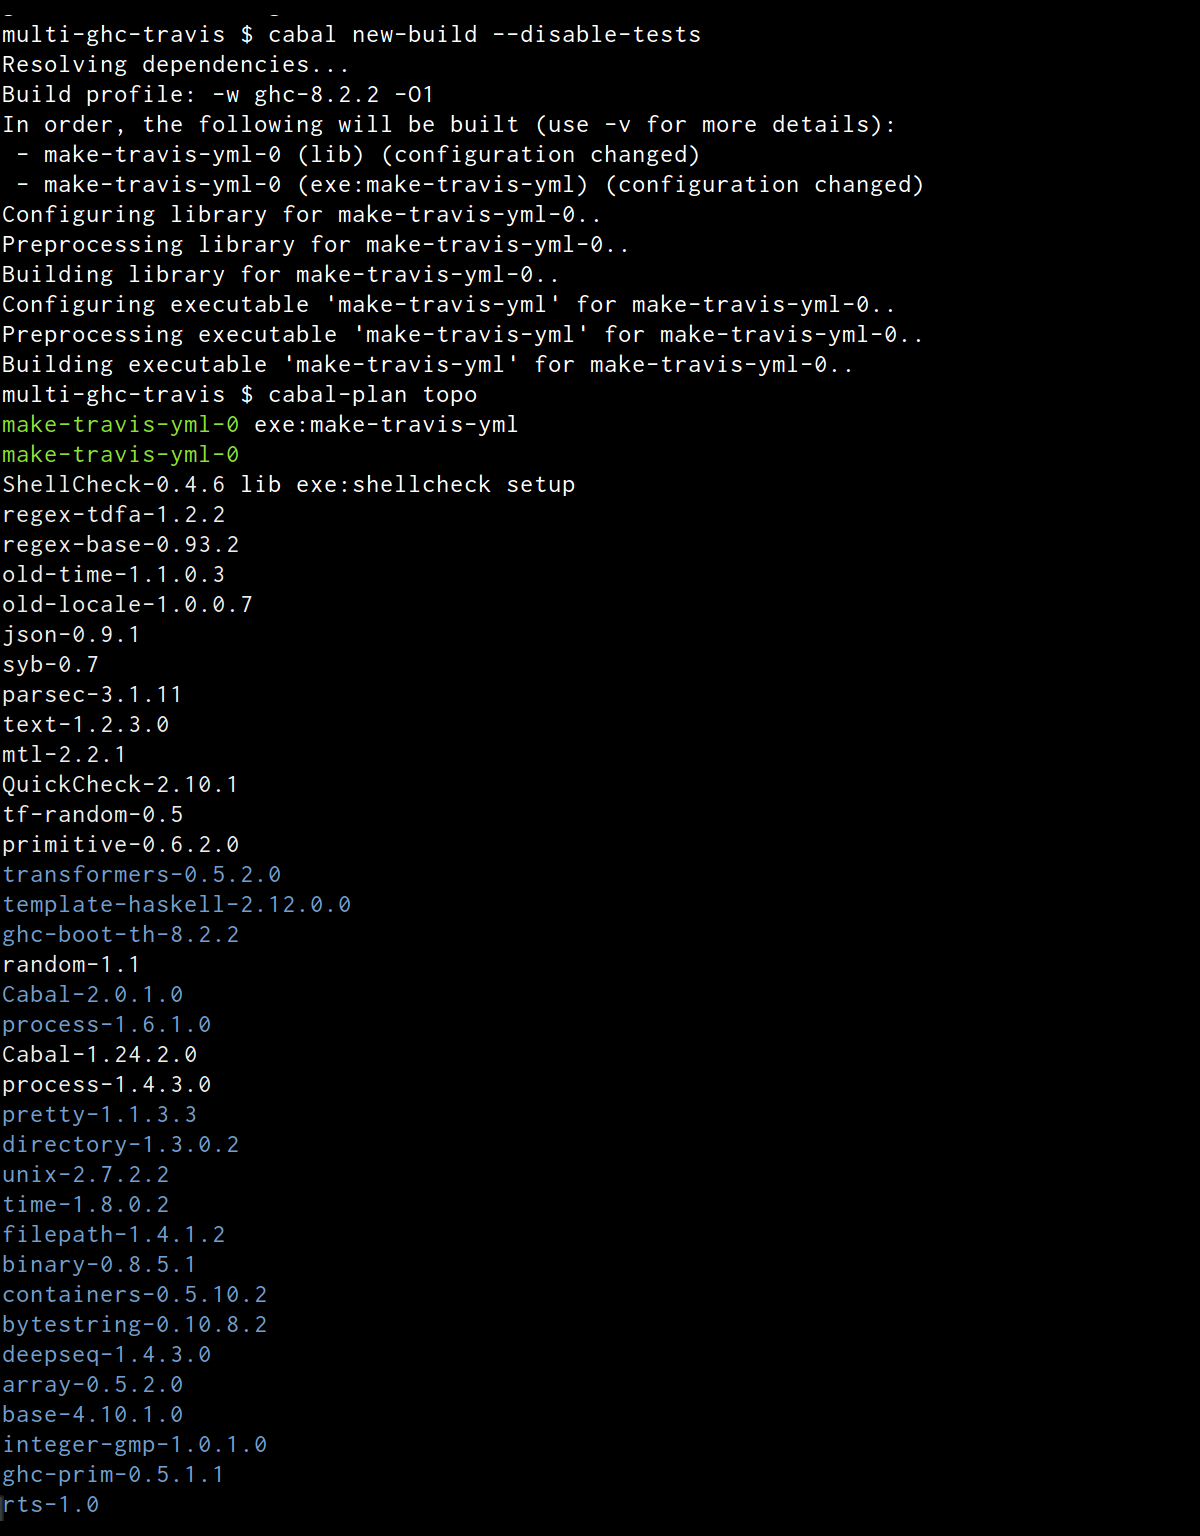 multi-ghc-travis $ cabal new-build --disable-tests
Resolving dependencies...
Build profile: -w ghc-8.2.2 -O1
In order, the following will be built (use -v for more details):
 - make-travis-yml-0 (lib) (configuration changed)
 - make-travis-yml-0 (exe:make-travis-yml) (configuration changed)
Configuring library for make-travis-yml-0..
Preprocessing library for make-travis-yml-0..
Building library for make-travis-yml-0..
Configuring executable 'make-travis-yml' for make-travis-yml-0..
Preprocessing executable 'make-travis-yml' for make-travis-yml-0..
Building executable 'make-travis-yml' for make-travis-yml-0..
multi-ghc-travis $ cabal-plan topo
make-travis-yml-0 exe:make-travis-yml
make-travis-yml-0
ShellCheck-0.4.6 lib exe:shellcheck setup
regex-tdfa-1.2.2
regex-base-0.93.2
old-time-1.1.0.3
old-locale-1.0.0.7
json-0.9.1
syb-0.7
parsec-3.1.11
text-1.2.3.0
mtl-2.2.1
QuickCheck-2.10.1
tf-random-0.5
primitive-0.6.2.0
transformers-0.5.2.0
template-haskell-2.12.0.0
ghc-boot-th-8.2.2
random-1.1
Cabal-2.0.1.0
process-1.6.1.0
Cabal-1.24.2.0
process-1.4.3.0
pretty-1.1.3.3
directory-1.3.0.2
unix-2.7.2.2
time-1.8.0.2
filepath-1.4.1.2
binary-0.8.5.1
containers-0.5.10.2
bytestring-0.10.8.2
deepseq-1.4.3.0
array-0.5.2.0
base-4.10.1.0
integer-gmp-1.0.1.0
ghc-prim-0.5.1.1
rts-1.0